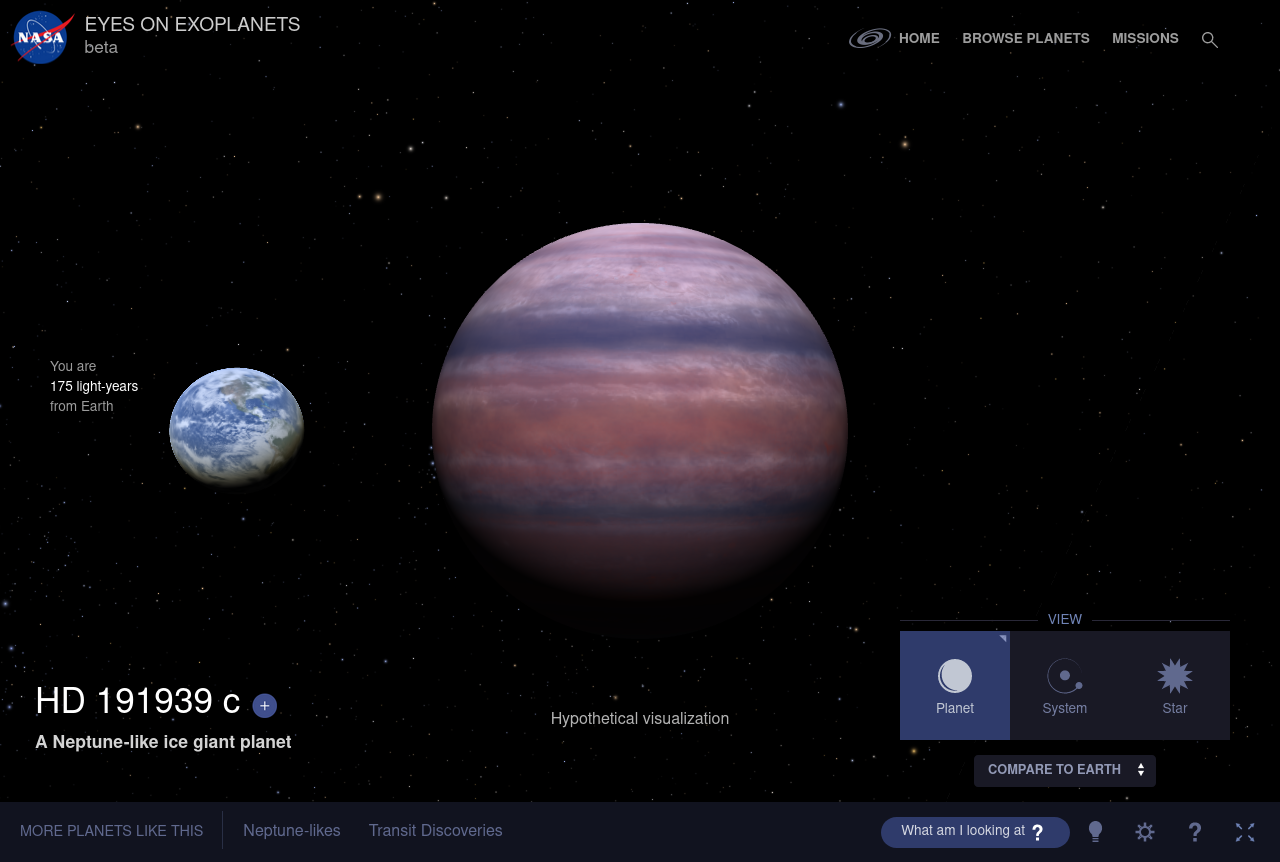 NASA
EYES ON EXOPLANETS
beta
HOME
BROWSE PLANETS
MISSIONS
You are
175 light-years
from Earth
HD 191939 c +
A Neptune-like ice giant planet
Hypothetical visualization
VIEW
Planet
System
Star
COMPARE TO EARTH
MORE PLANETS LIKE THIS
Neptune-likes
Transit Discoveries
What am I looking at ?
?